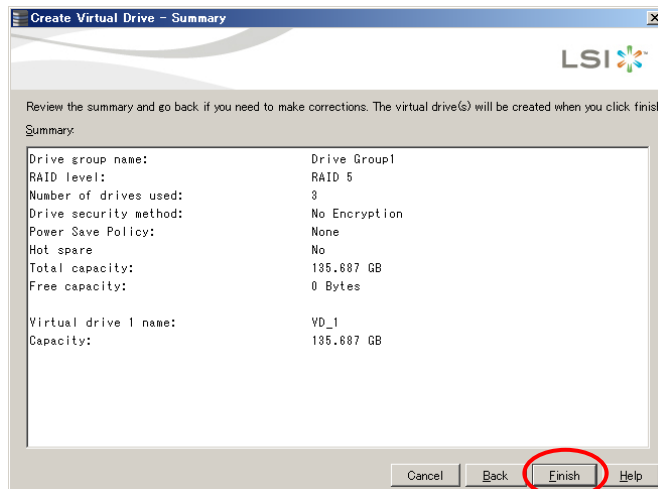 Create Virtual Drive - Summary
LSI
Review the summary and go back if you need to make corrections. The virtual drive(s) will be created when you click finish
Summary:
Drive group name: Drive Group1
RAID level: RAID 5
Number of drives used: 3
Drive security method: No Encryption
Power Save Policy: None
Hot spare No
Total capacity: 135.687 GB
Free capacity: 0 Bytes
Virtual drive 1 name: VD_1
Capacity: 135.687 GB
Cancel Back Finish Help